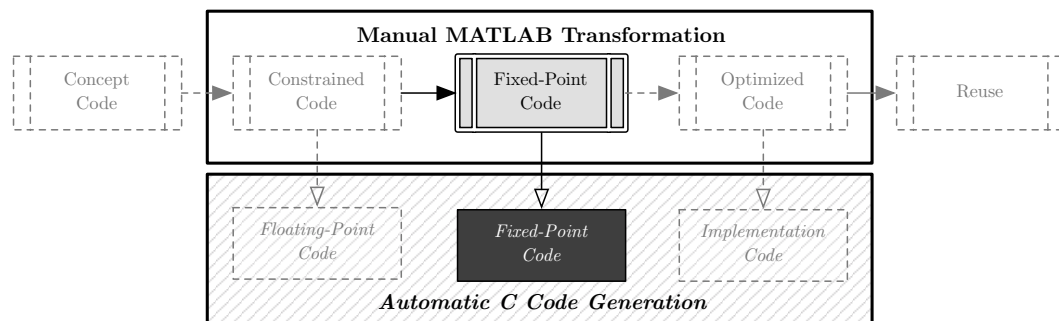 Manual MATLAB Transformation
Concept
Code
Constrained
Code
Fixed-Point
Code
Optimized
Code
Reuse
Floating-Point
Code
Fixed-Point
Code
Implementation
Code
Automatic C Code Generation